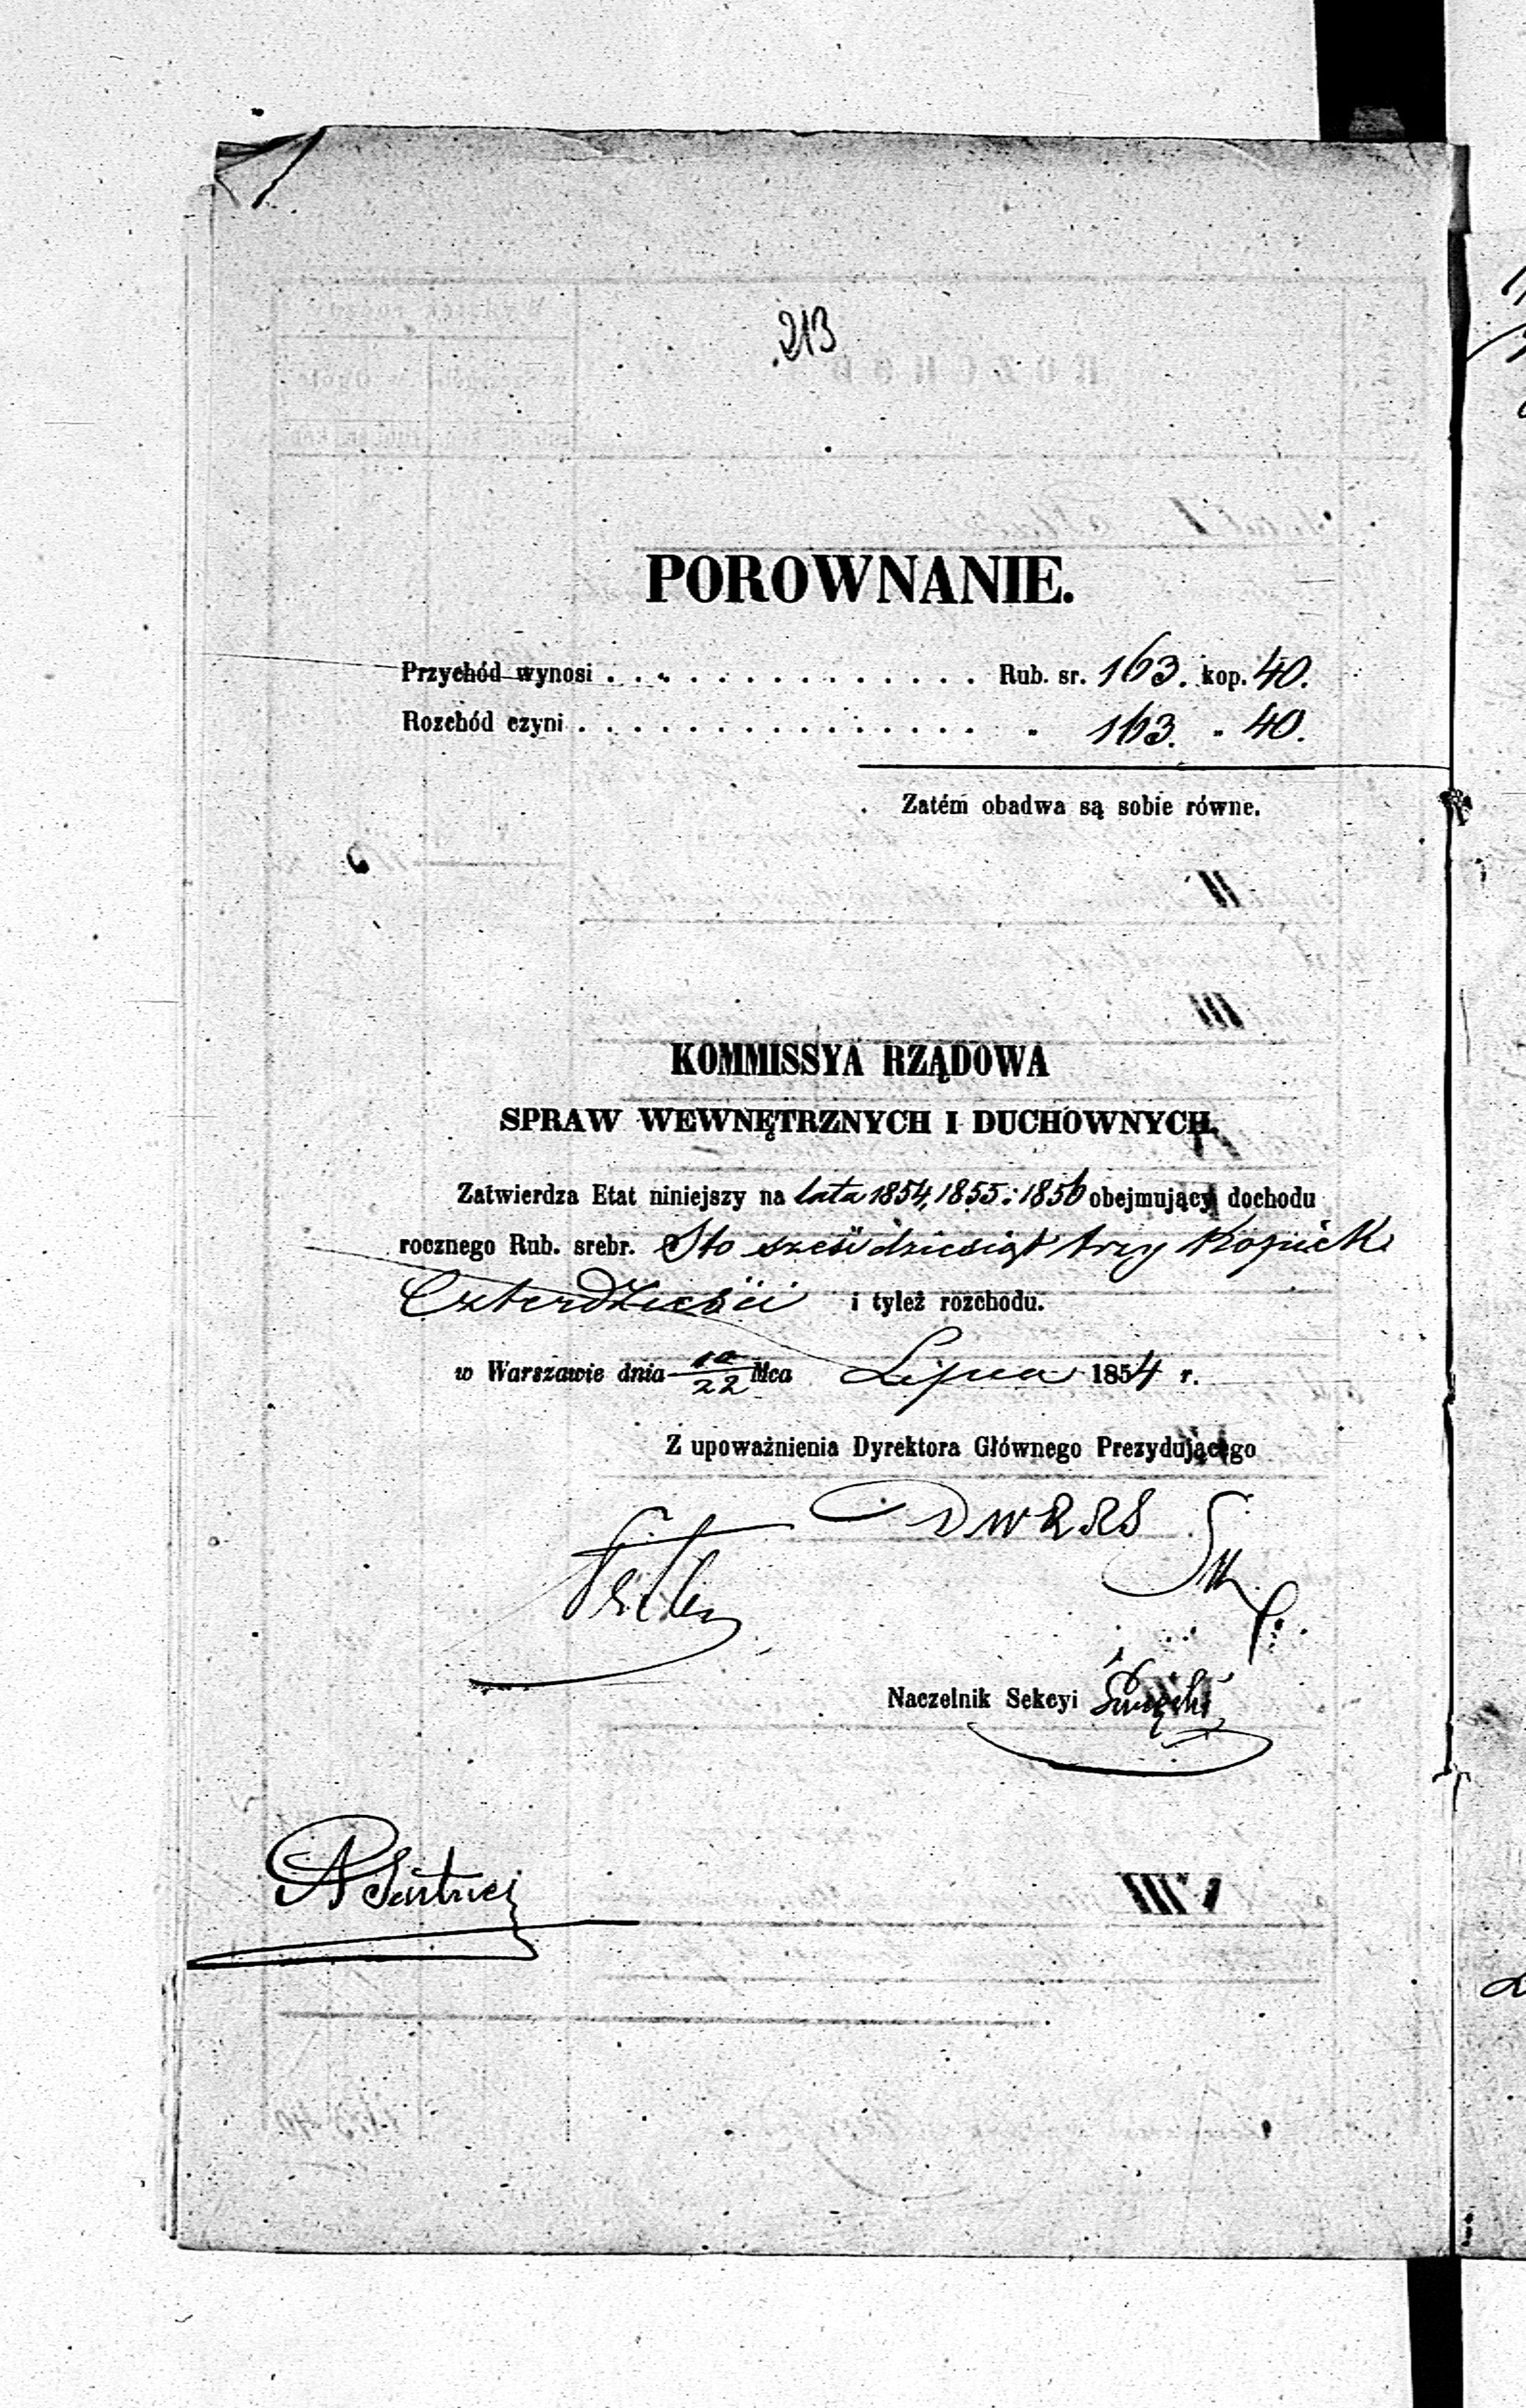 213
POROWNANIE.
Przychód wynosi . . . . . . . . . . . . . . Rub. sr. 163. kop. 40.
Rozchód czyni . . . . . . . . . . . . . . . „ 163. „ 40.
Zatém obadwa są sobie równe.
KOMMISSYA RZĄDOWA
SPRAW WEWNĘTRZNYCH I DUCHOWNYCH.
Zatwierdza Etat niniejszy na lata 1854, 1855 i 1856 obejmujący dochodu
rocznego Rub. srebr. Sto sześćdziesiąt trzy Kopiiek
Czterdzieści i tyleż rozchodu.
w Warszawie dnia 10/22 Mca Lipca 1854 r.
Z upoważnienia Dyrektora Głównego Prezydującego
Naczelnik Sekcyi